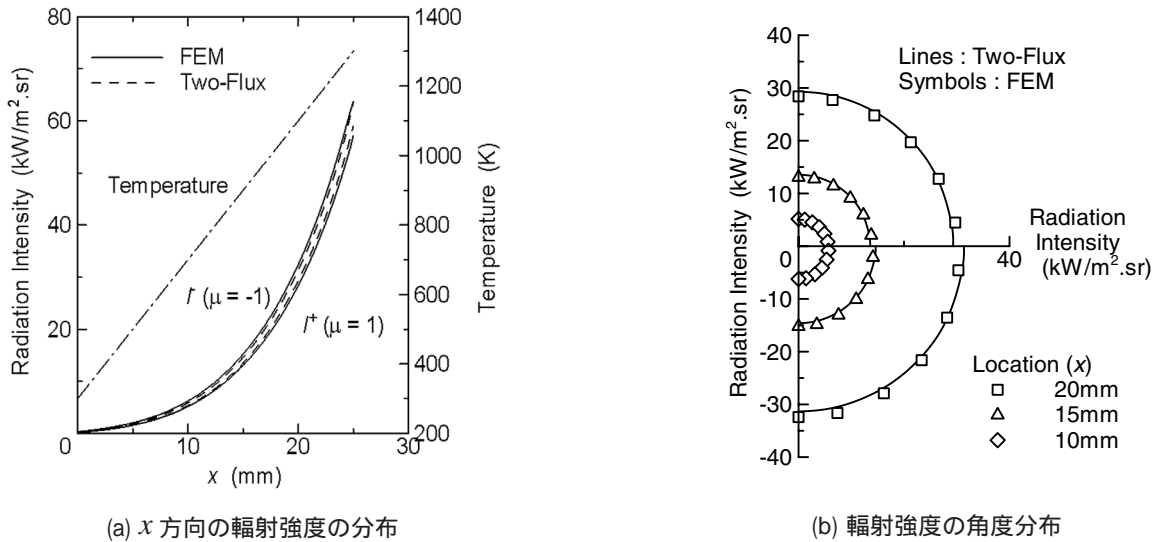 80
60
40
20
0
Radiation Intensity (kW/m².sr)
FEM
Two-Flux
Temperature
I⁻ (μ = -1)
I⁺ (μ = 1)
0
10
20
30
x (mm)
1400
1200
1000
800
600
400
200
Temperature (K)
(a) x 方向の輻射強度の分布
40
30
20
10
0
-10
-20
-30
-40
Radiation Intensity (kW/m².sr)
Lines : Two-Flux
Symbols : FEM
Radiation
Intensity
40
(kW/m².sr)
Location (x)
20mm
15mm
10mm
(b) 輻射強度の角度分布